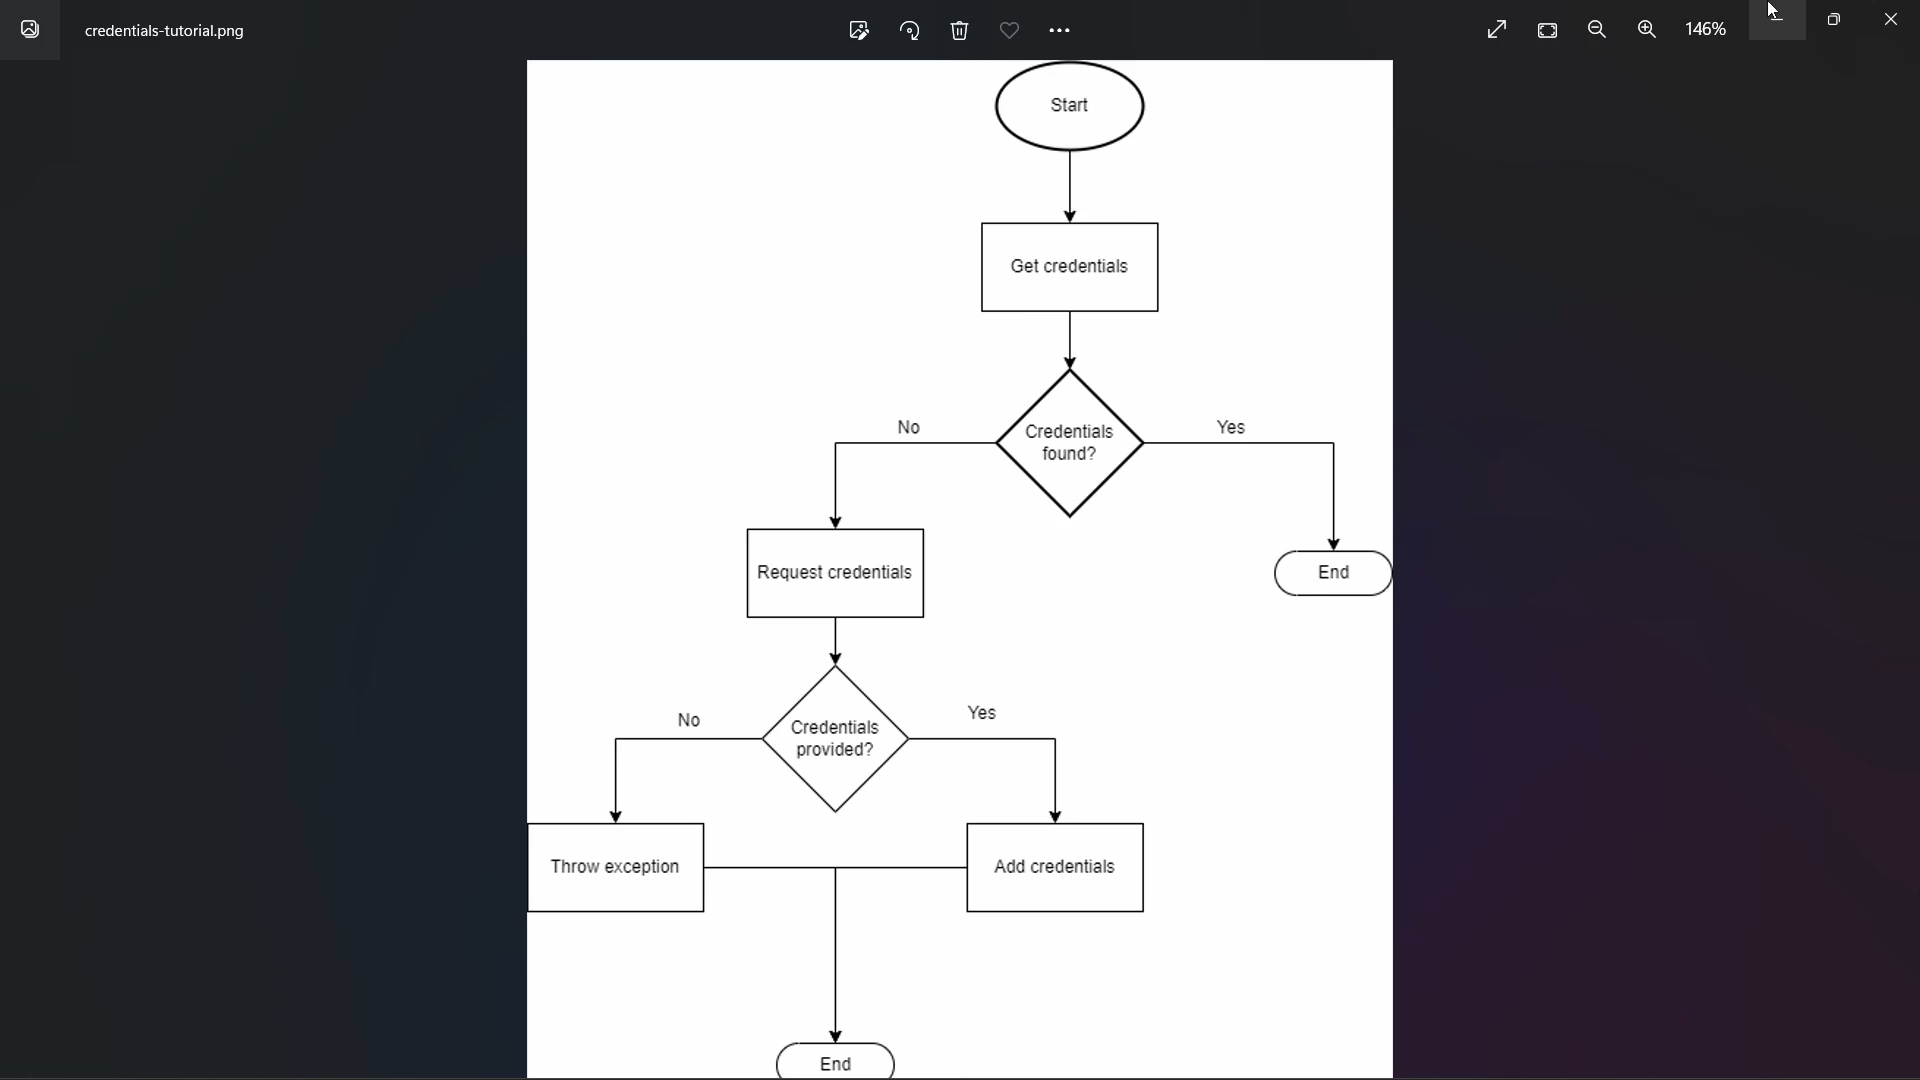 credentials-tutorial.png
146%
Start
Get credentials
Credentials
found?
No
Yes
Request credentials
End
Credentials
provided?
No
Yes
Throw exception
Add credentials
End